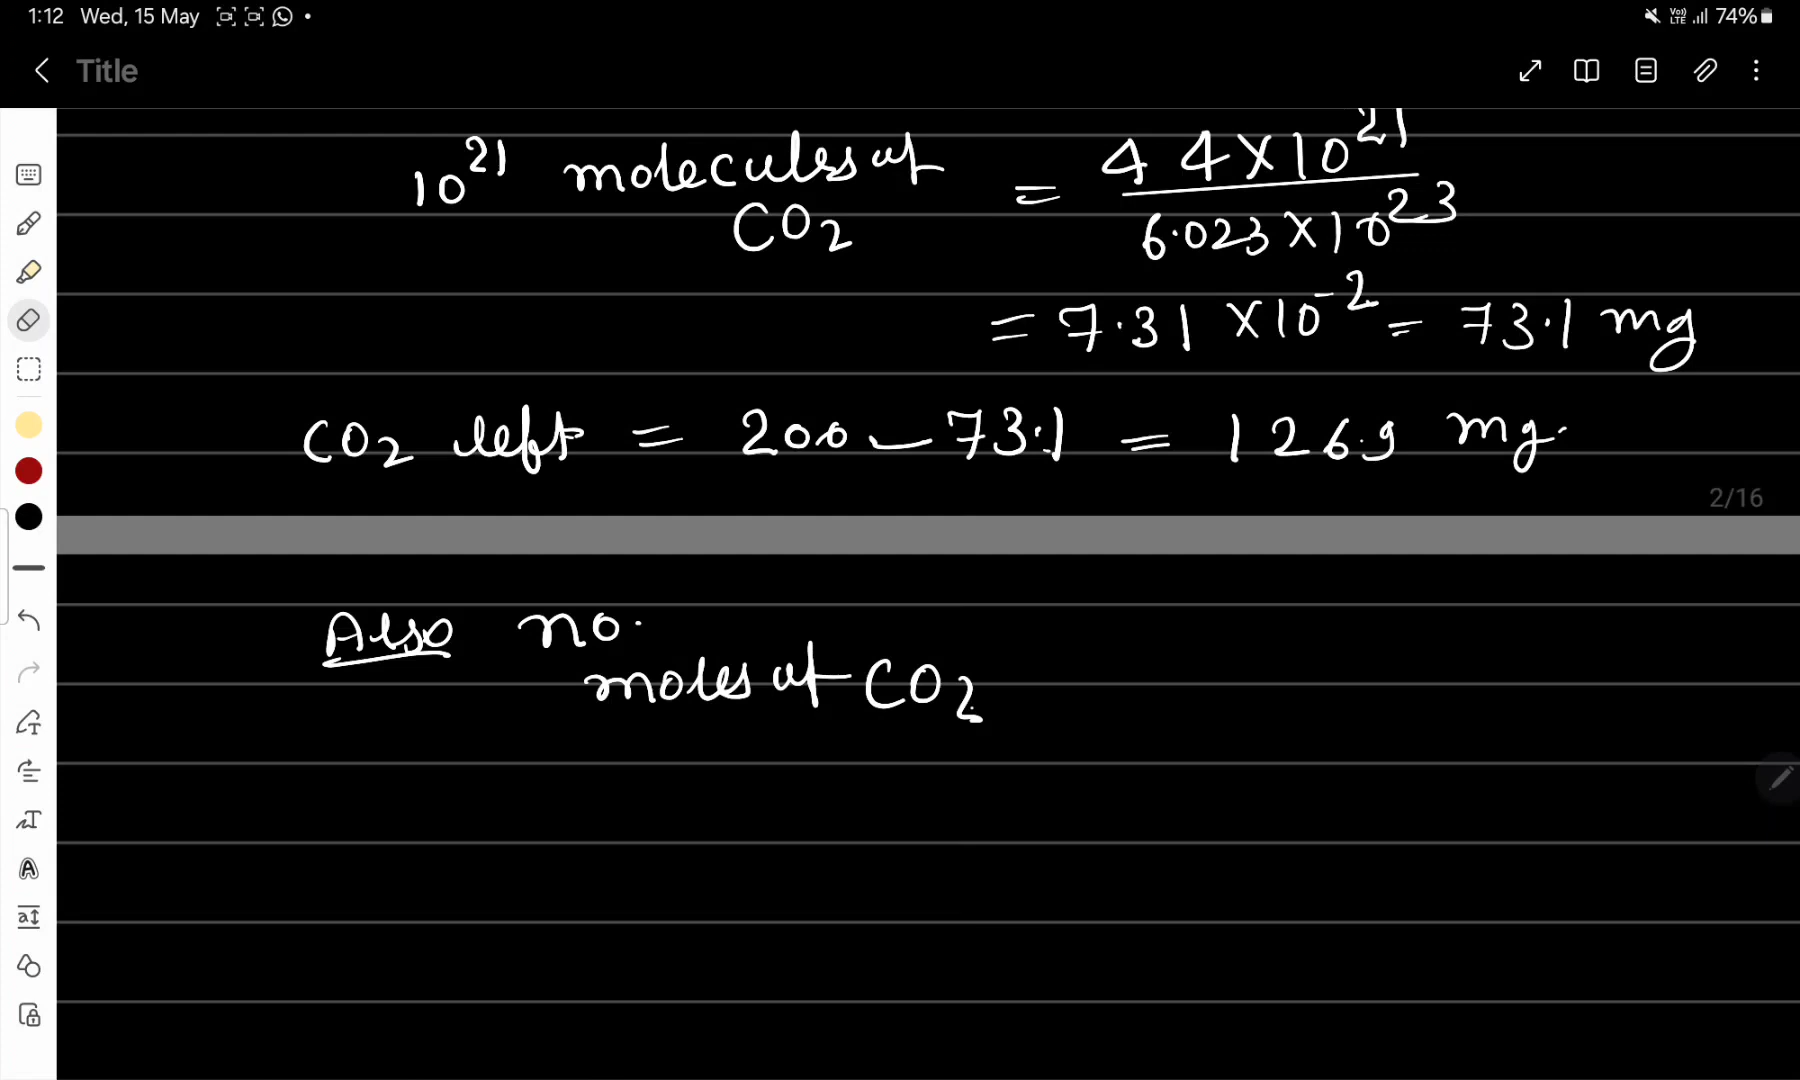 1:12 Wed, 15 May
Vo)) LTE 74%
Title
10²¹ molecules of CO₂ = 44×10²¹ / 6.023×10²³
= 7.31 ×10⁻² = 73.1 mg
CO₂ left = 200 – 73.1 = 126.9 mg.
2/16
Also no.
moles of CO₂